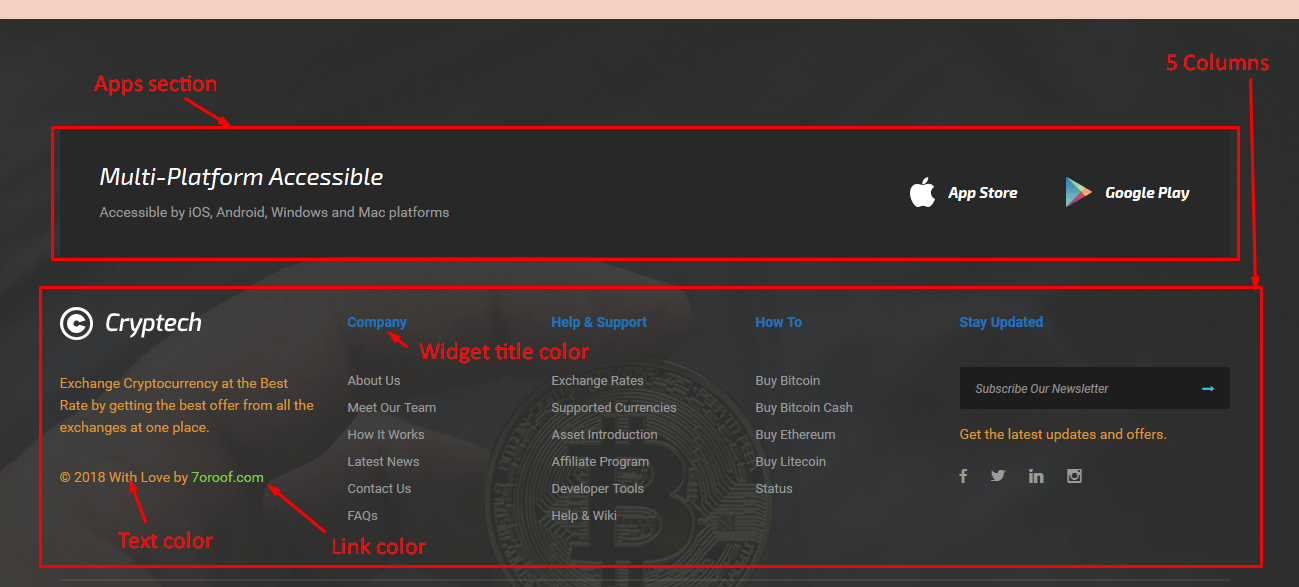 5 Columns
Apps section
Multi-Platform Accessible
Accessible by iOS, Android, Windows and Mac platforms
App Store
Google Play
Cryptech
Exchange Cryptocurrency at the Best
Rate by getting the best offer from all the
exchanges at one place.
© 2018 With Love by 7oroof.com
Text color
Link color
Company
Widget title color
About Us
Meet Our Team
How It Works
Latest News
Contact Us
FAQs
Help & Support
Exchange Rates
Supported Currencies
Asset Introduction
Affiliate Program
Developer Tools
Help & Wiki
How To
Buy Bitcoin
Buy Bitcoin Cash
Buy Ethereum
Buy Litecoin
Status
Stay Updated
Subscribe Our Newsletter
Get the latest updates and offers.